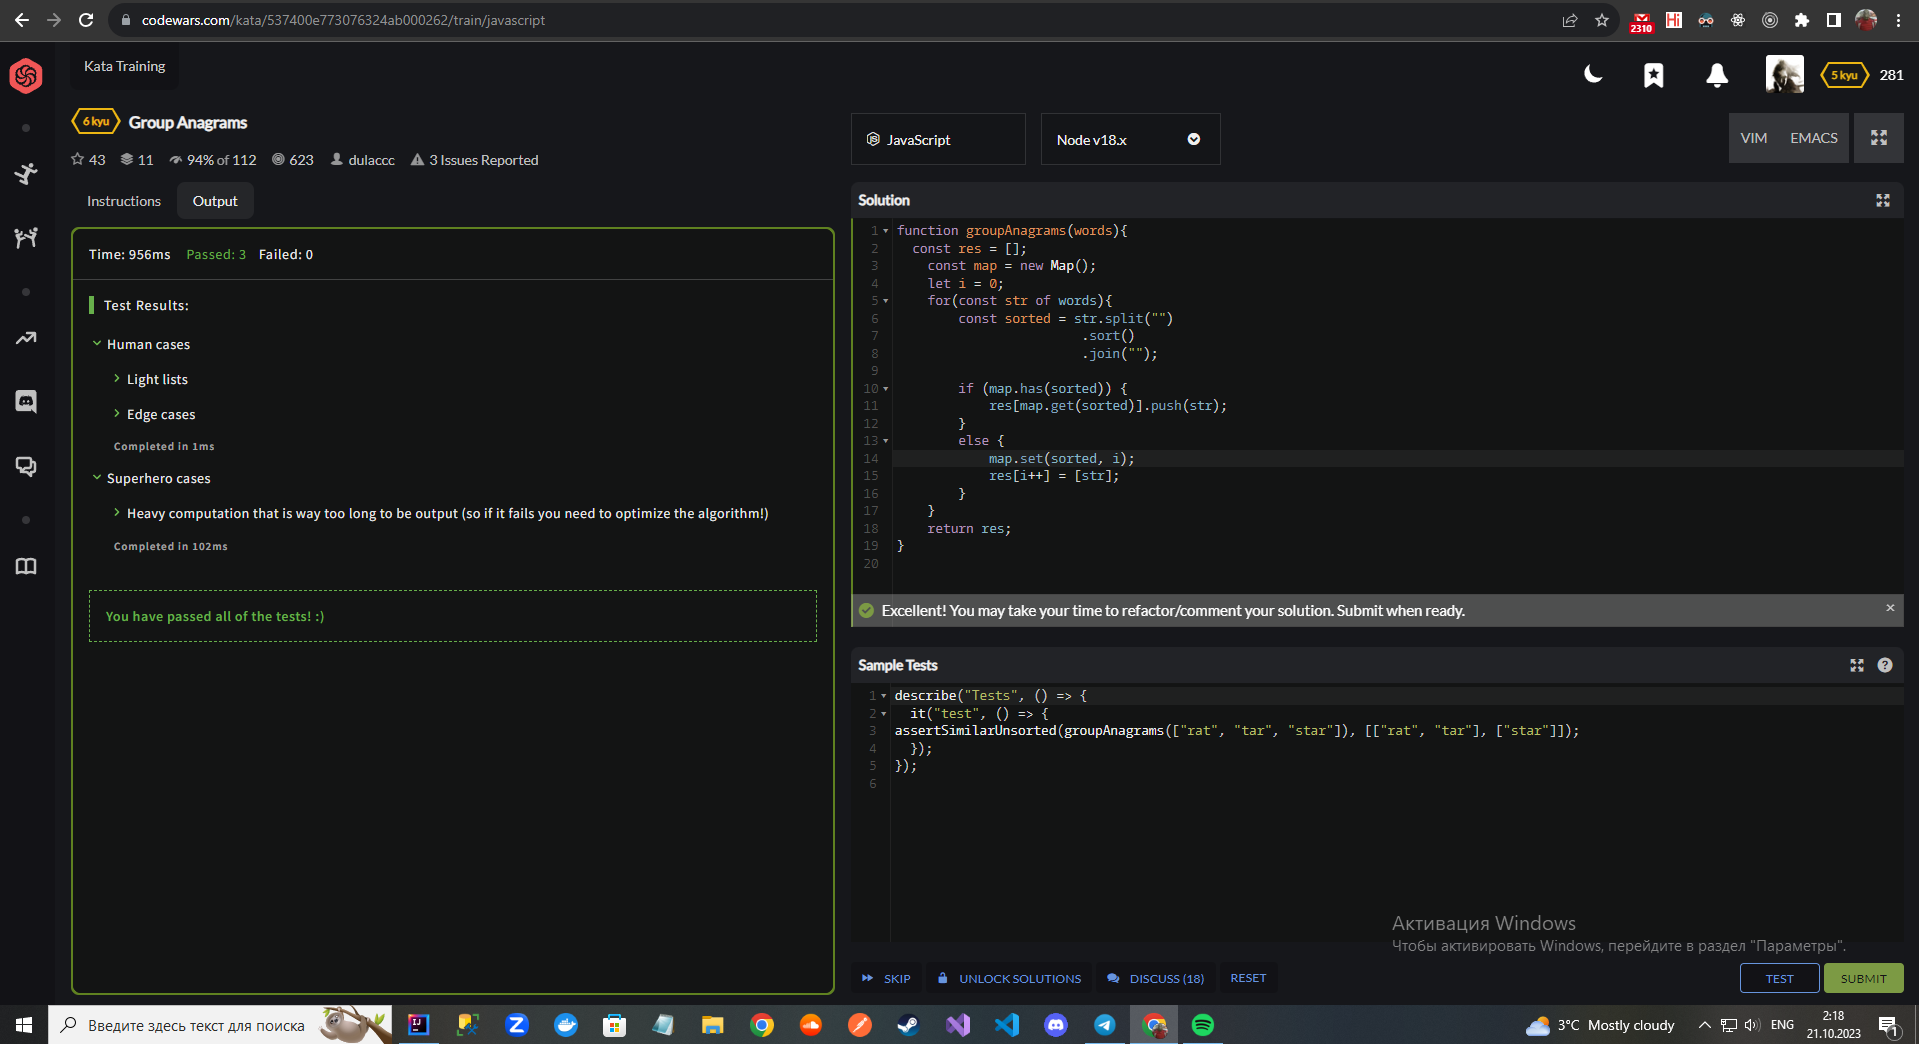 codewars.com/kata/537400e773076324ab000262/train/javascript
2310
Hi
Kata Training
5 kyu
281
6 kyu
Group Anagrams
43
11
94% of 112
623
dulaccc
3 Issues Reported
JavaScript
Node v18.x
VIM
EMACS
Instructions
Output
Time: 956ms
Passed: 3
Failed: 0
Test Results:
Human cases
Light lists
Edge cases
Completed in 1ms
Superhero cases
Heavy computation that is way too long to be output (so if it fails you need to optimize the algorithm!)
Completed in 102ms
You have passed all of the tests! :)
Solution
1 function groupAnagrams(words){
2 const res = [];
3 const map = new Map();
4 let i = 0;
5 for(const str of words){
6 const sorted = str.split("")
7 .sort()
8 .join("");
9
10 if (map.has(sorted)) {
11 res[map.get(sorted)].push(str);
12 }
13 else {
14 map.set(sorted, i);
15 res[i++] = [str];
16 }
17 }
18 return res;
19 }
20
Excellent! You may take your time to refactor/comment your solution. Submit when ready.
Sample Tests
1 describe("Tests", () => {
2 it("test", () => {
3 assertSimilarUnsorted(groupAnagrams(["rat", "tar", "star"]), [["rat", "tar"], ["star"]]);
4 });
5 });
6
Активация Windows
Чтобы активировать Windows, перейдите в раздел "Параметры".
SKIP
UNLOCK SOLUTIONS
DISCUSS (18)
RESET
TEST
SUBMIT
Введите здесь текст для поиска
3°C Mostly cloudy
ENG
2:18
21.10.2023
1